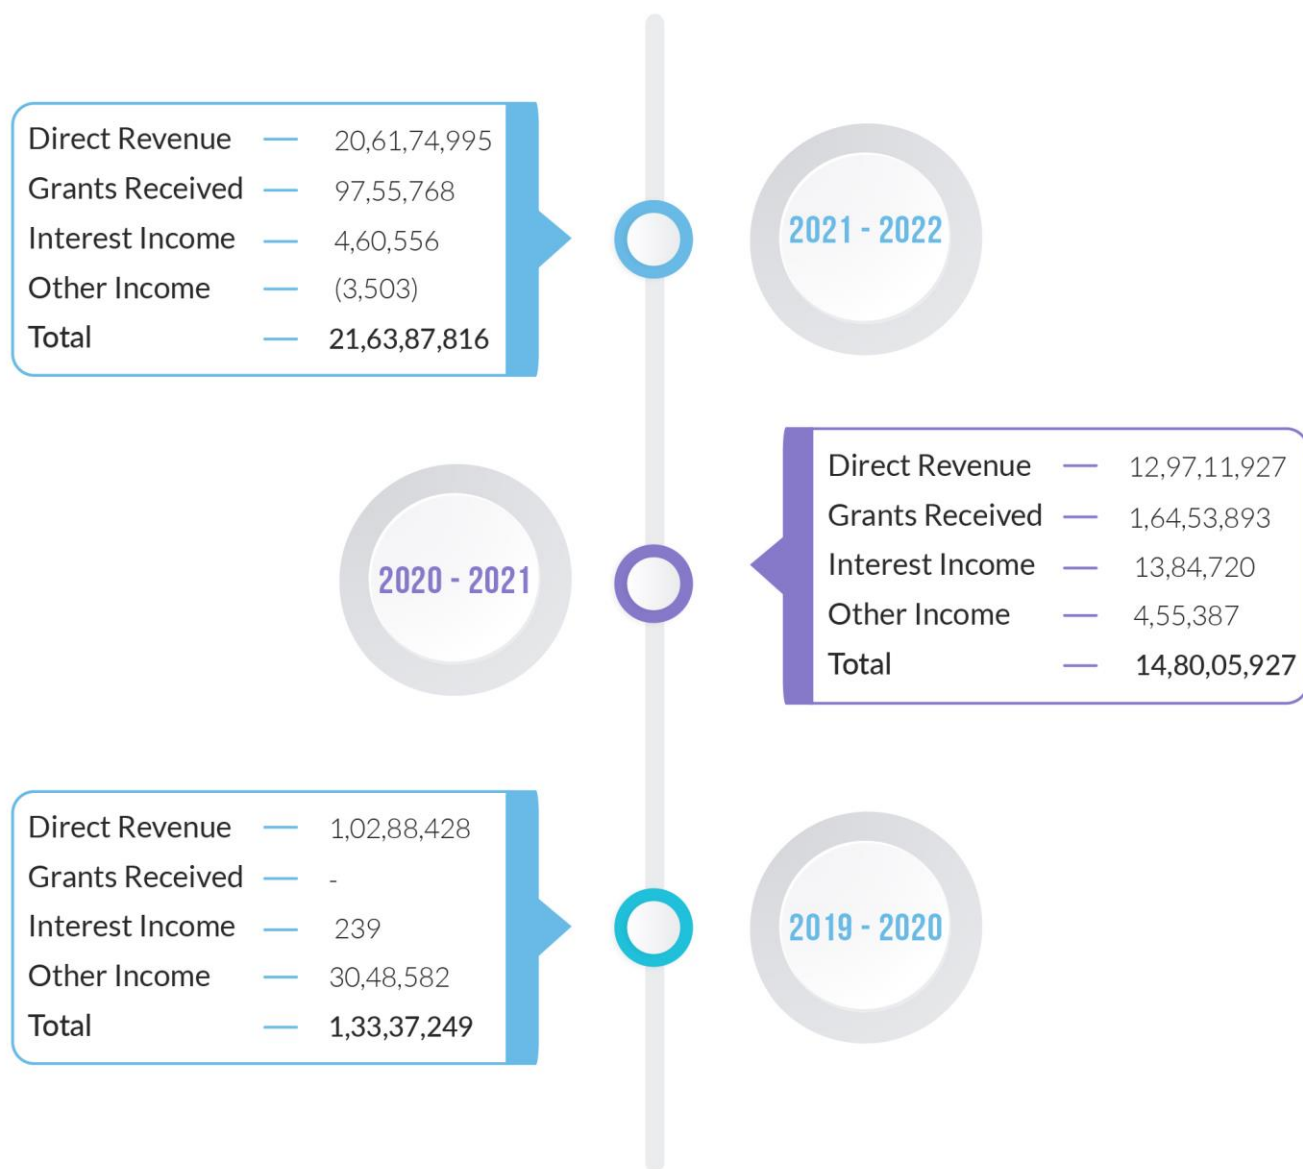 Direct Revenue — 20,61,74,995
Grants Received — 97,55,768
Interest Income — 4,60,556
Other Income — (3,503)
Total — 21,63,87,816
2021 - 2022
2020 - 2021
Direct Revenue — 12,97,11,927
Grants Received — 1,64,53,893
Interest Income — 13,84,720
Other Income — 4,55,387
Total — 14,80,05,927
Direct Revenue — 1,02,88,428
Grants Received — -
Interest Income — 239
Other Income — 30,48,582
Total — 1,33,37,249
2019 - 2020